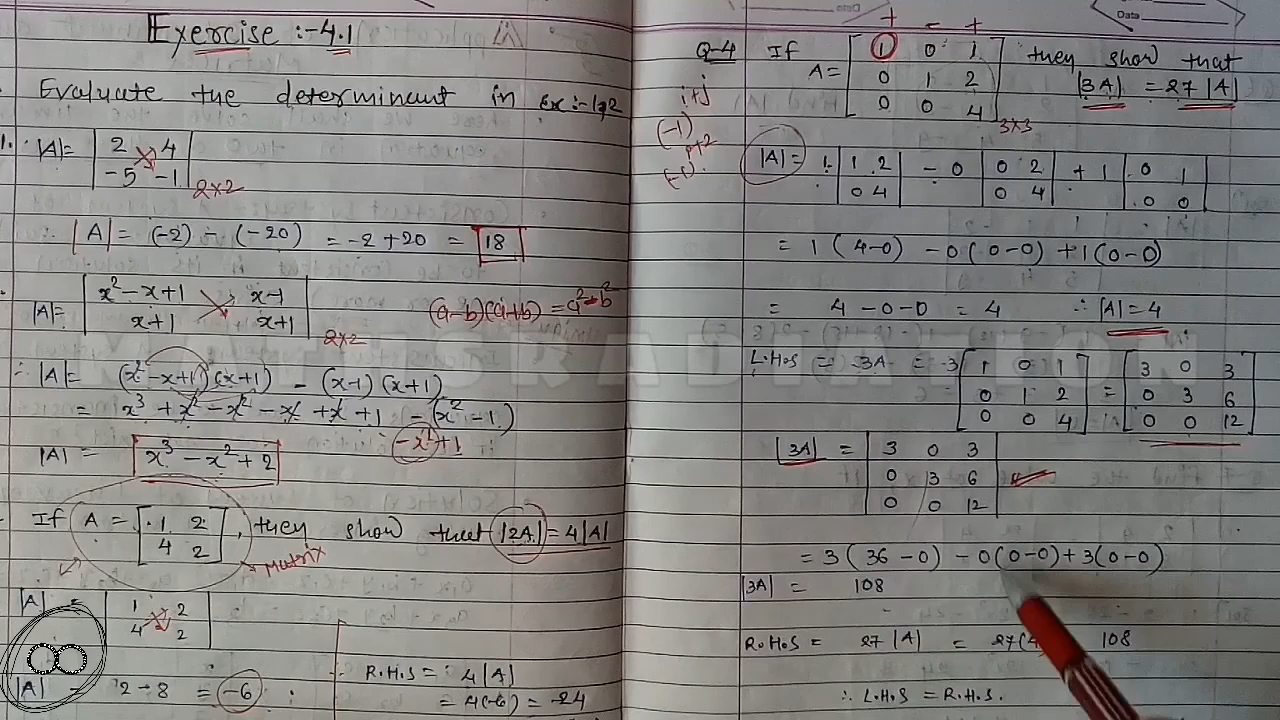 Exercise :- 4.1
Evaluate the determinant in Ex :- 1 & 2
1. |A| = | 2 4 |
| -5 -1 | 2×2
∴ |A| = (-2) - (-20) = -2 + 20 = 18
|A| = | x² - x + 1 x - 1 |
| x + 1 x + 1 | 2×2
(a-b)(a+b) = a² - b²
∴ |A| = (x² - x + 1)(x + 1) - (x - 1)(x + 1)
= x³ + x² - x² - x + x + 1 - (x² - 1)
- x² + 1
|A| = x³ - x² + 2
If A = [ 1 2 ] , they show that |2A| = 4|A|
[ 4 2 ] Matrix
|A| = | 1 2 |
| 4 2 |
|A| = 2 - 8 = -6
R.H.S = 4|A|
= 4(-6) = -24
Data
+ - +
Q-4 If A = [ 1 0 1 ] they show that
[ 0 1 2 ] |3A| = 27|A|
[ 0 0 4 ] 3×3
i+j
(-1)
|A| = 1 | 1 2 | - 0 | 0 2 | + 1 | 0 1 |
| 0 4 | | 0 4 | | 0 0 |
= 1(4-0) - 0(0-0) + 1(0-0)
= 4 - 0 - 0 = 4 ∴ |A| = 4
L.H.S = 3A = 3 [ 1 0 1 ] = [ 3 0 3 ]
[ 0 1 2 ] [ 0 3 6 ]
[ 0 0 4 ] [ 0 0 12 ]
|3A| = | 3 0 3 |
| 0 3 6 |
| 0 0 12 |
= 3(36-0) - 0(0-0) + 3(0-0)
|3A| = 108
R.H.S = 27|A| = 27(4 108
∴ L.H.S = R.H.S.
MATHS RADIATION